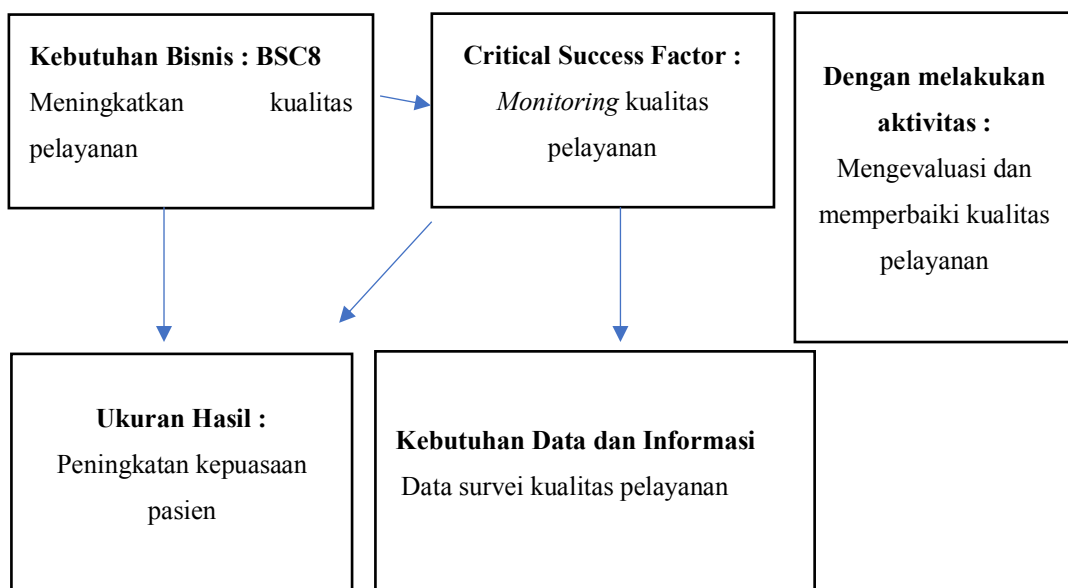 Kebutuhan Bisnis : BSC8
Meningkatkan kualitas
pelayanan
Critical Success Factor :
Monitoring kualitas
pelayanan
Dengan melakukan
aktivitas :
Mengevaluasi dan
memperbaiki kualitas
pelayanan
Ukuran Hasil :
Peningkatan kepuasaan
pasien
Kebutuhan Data dan Informasi
Data survei kualitas pelayanan